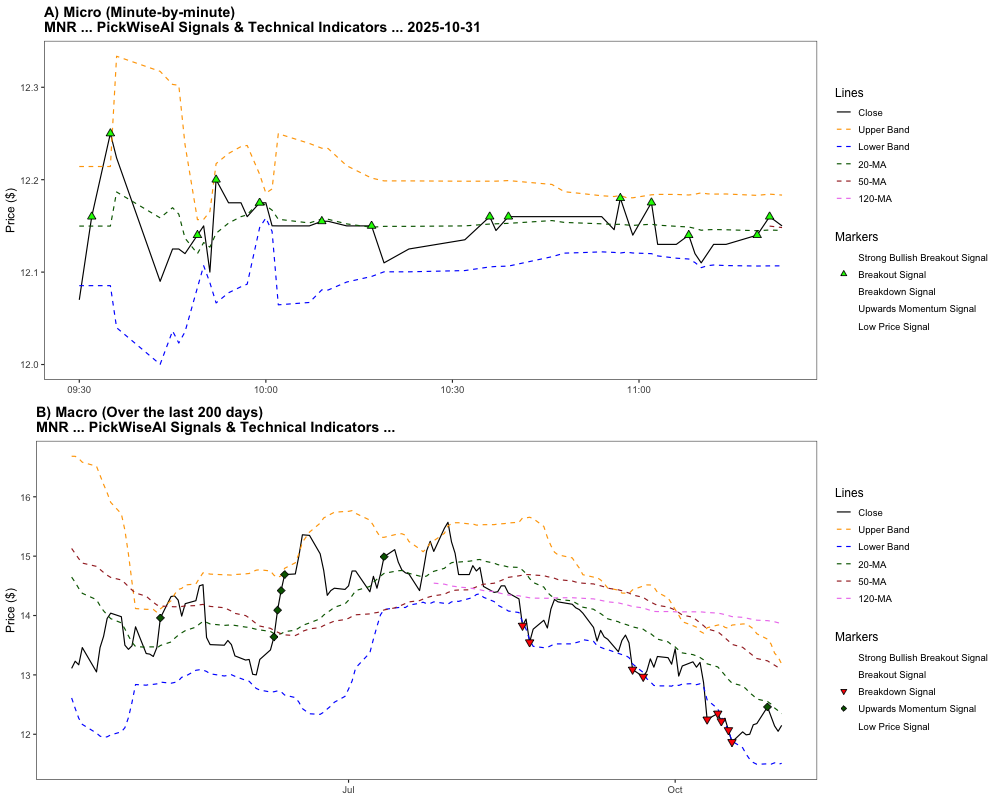 A) Micro (Minute-by-minute)
MNR ... PickWiseAI Signals & Technical Indicators ... 2025-10-31
Price ($)
12.3
12.2
12.1
12.0
09:30
10:00
10:30
11:00
Lines
Close
Upper Band
Lower Band
20-MA
50-MA
120-MA
Markers
Strong Bullish Breakout Signal
Breakout Signal
Breakdown Signal
Upwards Momentum Signal
Low Price Signal
B) Macro (Over the last 200 days)
MNR ... PickWiseAI Signals & Technical Indicators ...
Price ($)
16
15
14
13
12
Jul
Oct
Lines
Close
Upper Band
Lower Band
20-MA
50-MA
120-MA
Markers
Strong Bullish Breakout Signal
Breakout Signal
Breakdown Signal
Upwards Momentum Signal
Low Price Signal